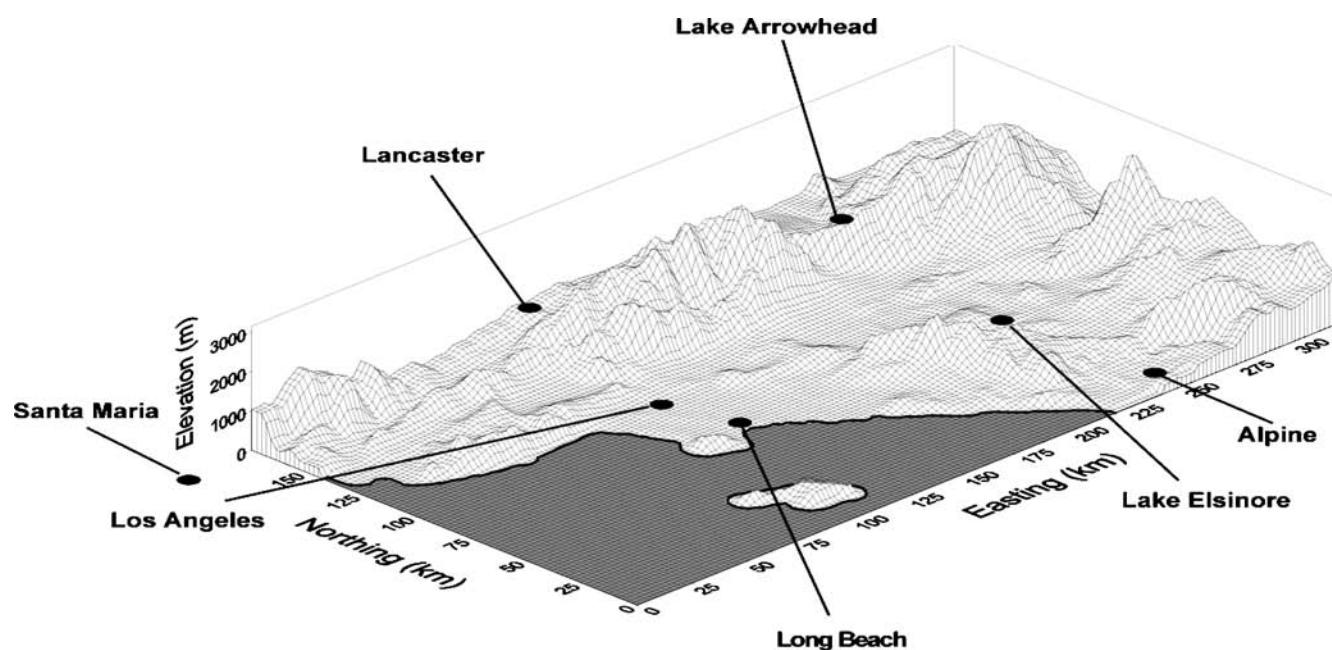 Lake Arrowhead
Lancaster
Santa Maria
Los Angeles
Long Beach
Lake Elsinore
Alpine
Elevation (m)
3000
2000
1000
0
Northing (km)
150
125
100
75
50
25
0
Easting (km)
0
25
50
75
100
125
150
175
200
225
250
275
300